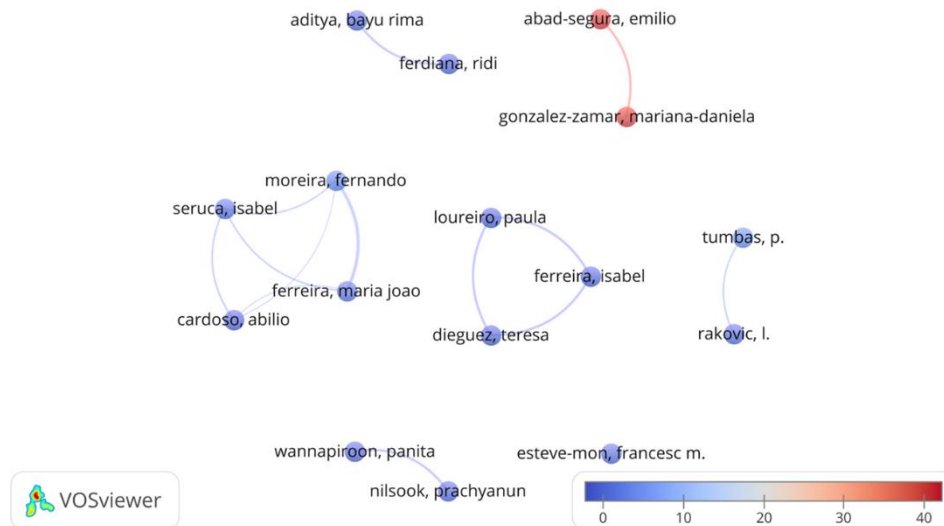 aditya, bayu rima
abad-segura, emilio
ferdiana, ridi
gonzalez-zamar, mariana-daniela
moreira, fernando
seruca, isabel
loureiro, paula
tumbas, p.
ferreira, isabel
ferreira, maria joao
cardoso, abilio
dieguez, teresa
rakovic, l.
wannapiroon, panita
esteve-mon, francesc m.
nilsook, prachyanun
VOSviewer
0 10 20 30 40